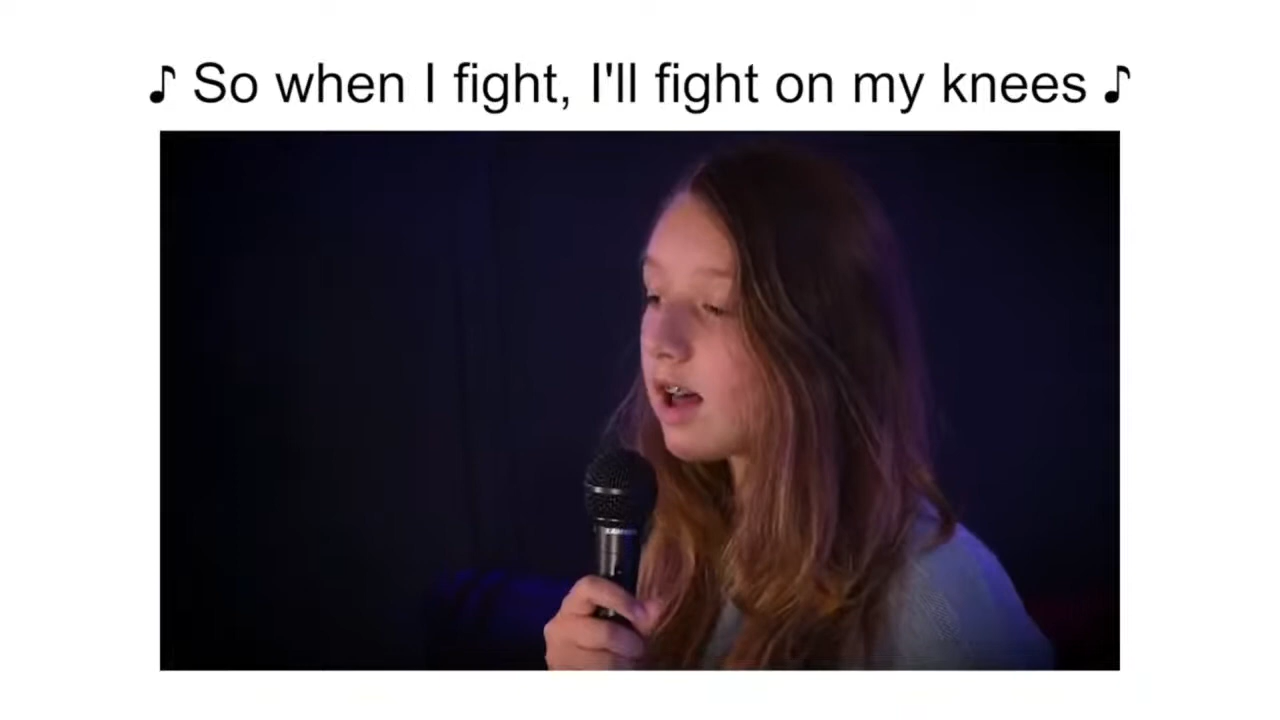 ♪ So when I fight, I'll fight on my knees ♪